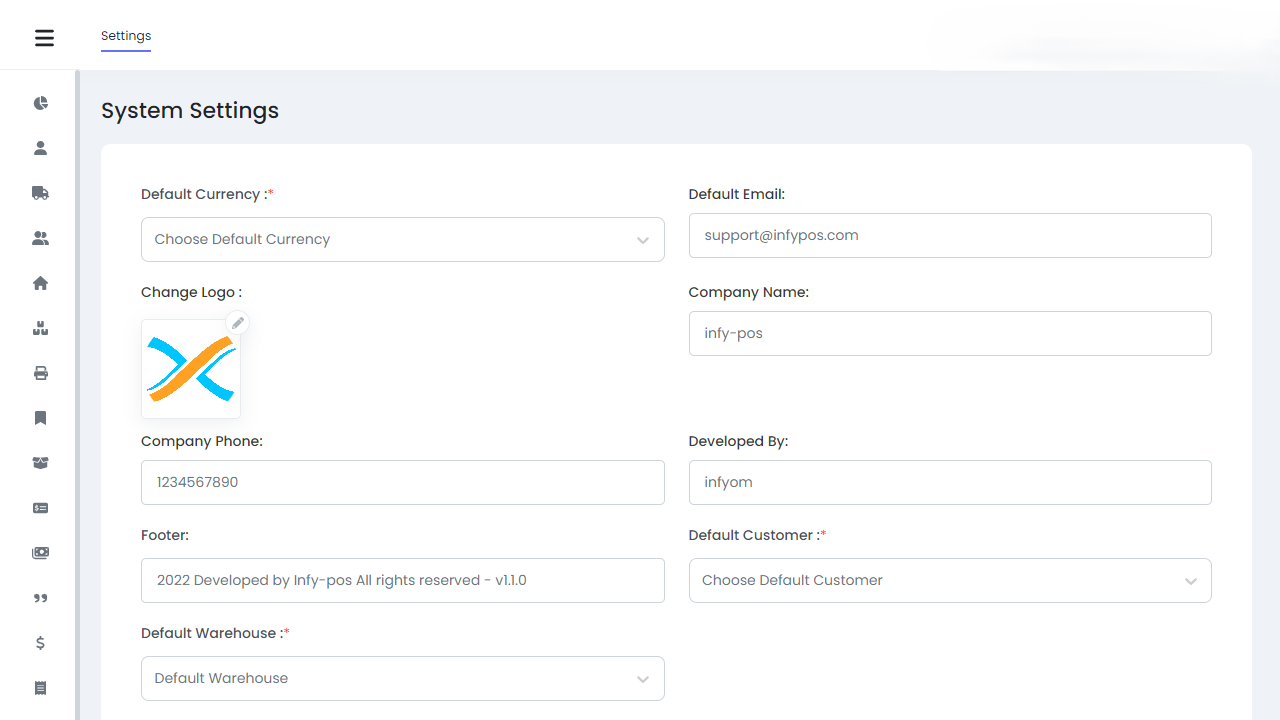 Settings
System Settings
Default Currency :*
Default Email:
Choose Default Currency
support@infypos.com
Change Logo :
Company Name:
infy-pos
Company Phone:
Developed By:
1234567890
infyom
Footer:
Default Customer :*
2022 Developed by Infy-pos All rights reserved - v1.1.0
Choose Default Customer
Default Warehouse :*
Default Warehouse